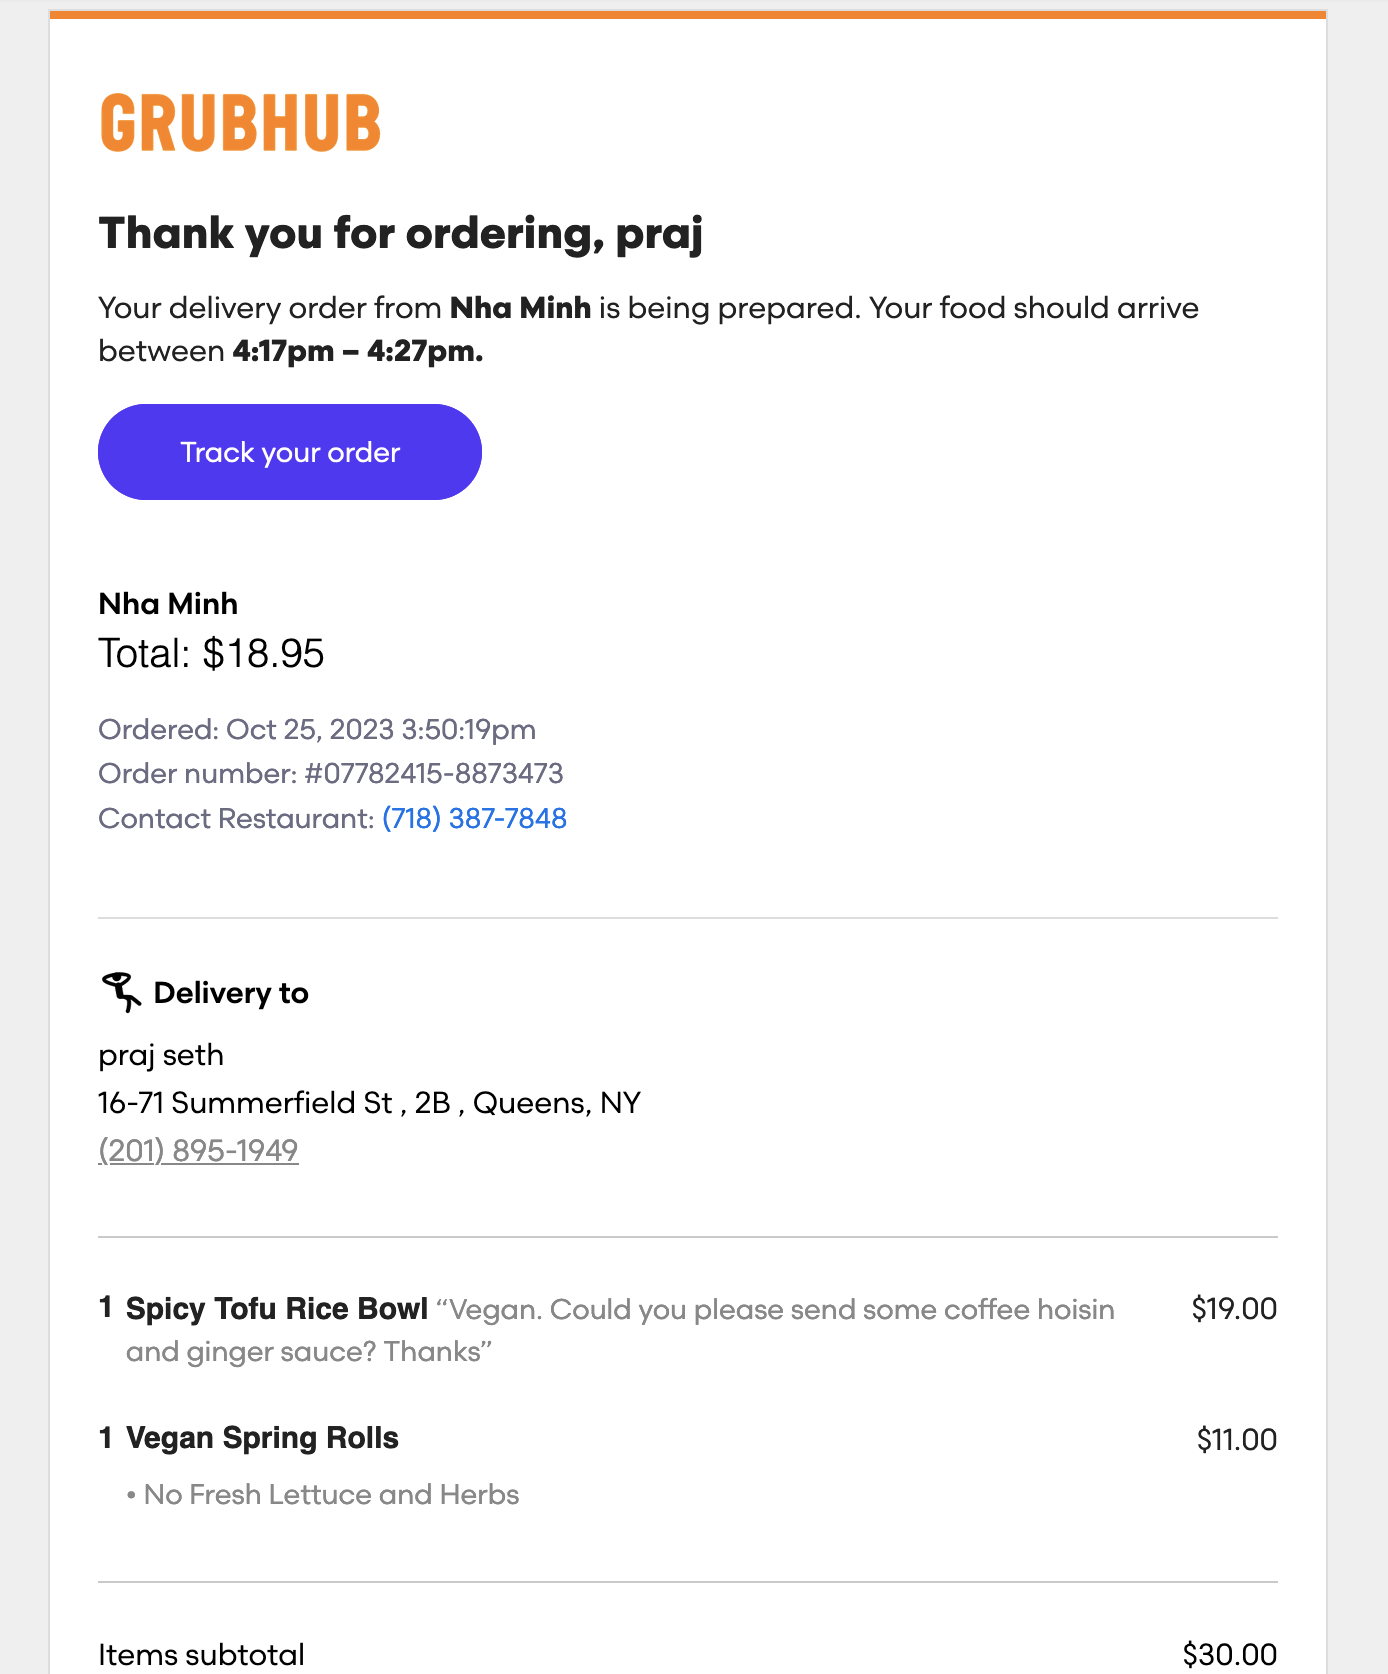 GRUBHUB
Thank you for ordering, praj
Your delivery order from Nha Minh is being prepared. Your food should arrive
between 4:17pm – 4:27pm.
Track your order
Nha Minh
Total: $18.95
Ordered: Oct 25, 2023 3:50:19pm
Order number: #07782415-8873473
Contact Restaurant: (718) 387-7848
Delivery to
praj seth
16-71 Summerfield St , 2B , Queens, NY
(201) 895-1949
1 Spicy Tofu Rice Bowl “Vegan. Could you please send some coffee hoisin $19.00
and ginger sauce? Thanks”
1 Vegan Spring Rolls $11.00
• No Fresh Lettuce and Herbs
Items subtotal $30.00